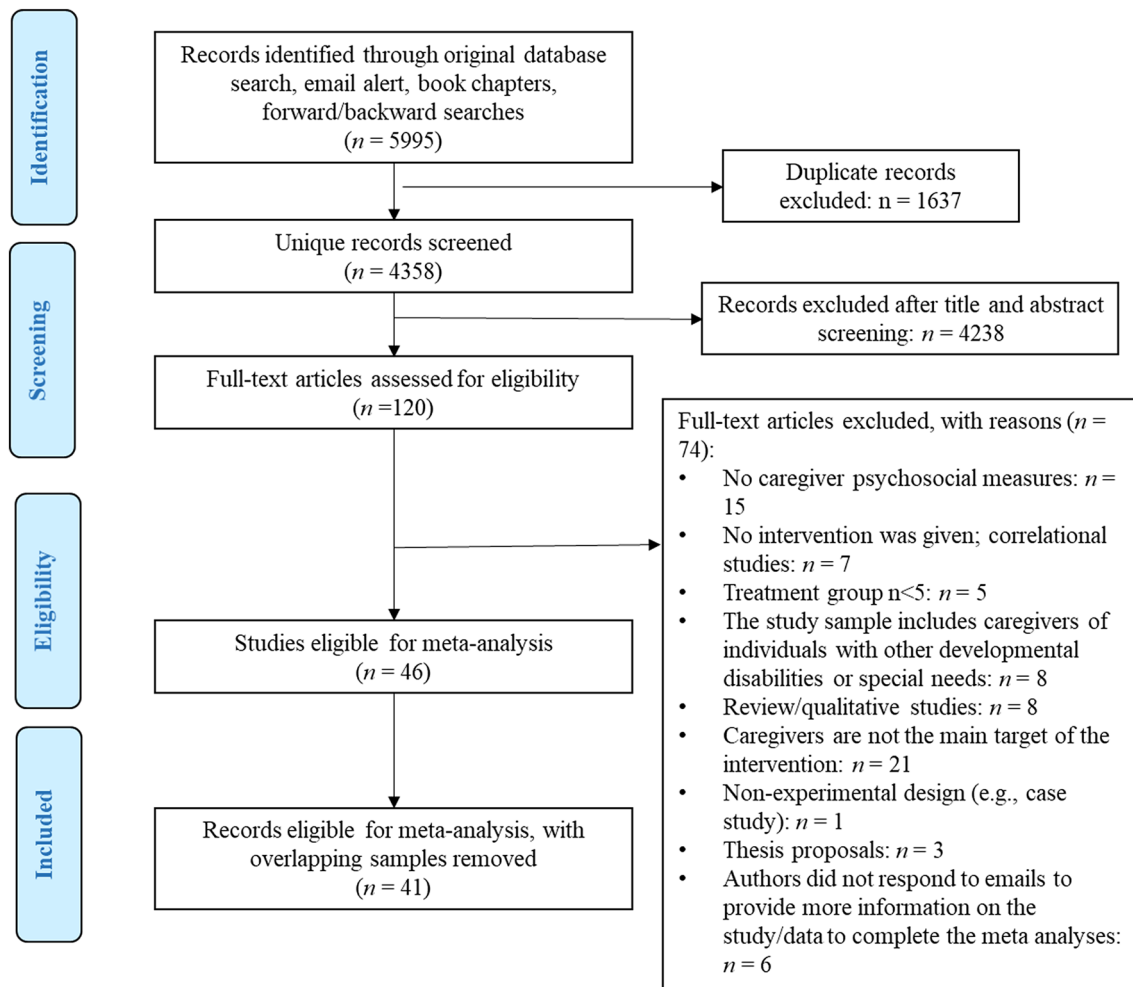 Identification
Records identified through original database
search, email alert, book chapters,
forward/backward searches
(n = 5995)
Duplicate records
excluded: n = 1637
Unique records screened
(n = 4358)
Screening
Records excluded after title and abstract
screening: n = 4238
Full-text articles assessed for eligibility
(n =120)
Full-text articles excluded, with reasons (n =
74):
• No caregiver psychosocial measures: n =
15
• No intervention was given; correlational
studies: n = 7
• Treatment group n<5: n = 5
• The study sample includes caregivers of
individuals with other developmental
disabilities or special needs: n = 8
• Review/qualitative studies: n = 8
• Caregivers are not the main target of the
intervention: n = 21
• Non-experimental design (e.g., case
study): n = 1
• Thesis proposals: n = 3
• Authors did not respond to emails to
provide more information on the
study/data to complete the meta analyses:
n = 6
Eligibility
Studies eligible for meta-analysis
(n = 46)
Included
Records eligible for meta-analysis, with
overlapping samples removed
(n = 41)